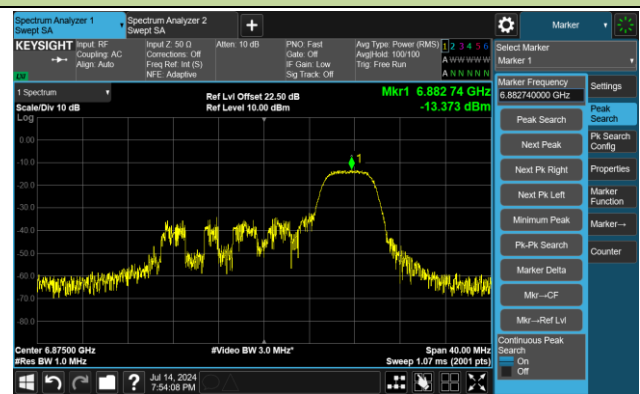 Spectrum Analyzer 1
Swept SA
Spectrum Analyzer 2
Swept SA
+
Marker
KEYSIGHT
Input: RF
Coupling: AC
Align: Auto
Input Z: 50 Ω
Corrections: Off
Freq Ref: Int (S)
NFE: Adaptive
Atten: 10 dB
PNO: Fast
Gate: Off
IF Gain: Low
Sig Track: Off
Avg Type: Power (RMS)
Avg|Hold: 100/100
Trig: Free Run
1 2 3 4 5 6
A W W W W W
A N N N N N
LW
Select Marker
Marker 1
1 Spectrum
Scale/Div 10 dB
Log
Ref Lvl Offset 22.50 dB
Ref Level 10.00 dBm
Mkr1 6.882 74 GHz
-13.373 dBm
0.00
-10.0
-20.0
-30.0
-40.0
-50.0
-60.0
-70.0
-80.0
1
Center 6.87500 GHz
#Res BW 1.0 MHz
#Video BW 3.0 MHz*
Span 40.00 MHz
Sweep 1.07 ms (2001 pts)
Marker Frequency
6.882740000 GHz
Peak Search
Next Peak
Next Pk Right
Next Pk Left
Minimum Peak
Pk-Pk Search
Marker Delta
Mkr→CF
Mkr→Ref Lvl
Continuous Peak
Search
On
Off
Settings
Peak
Search
Pk Search
Config
Properties
Marker
Function
Marker→
Counter
?
Jul 14, 2024
7:54:08 PM